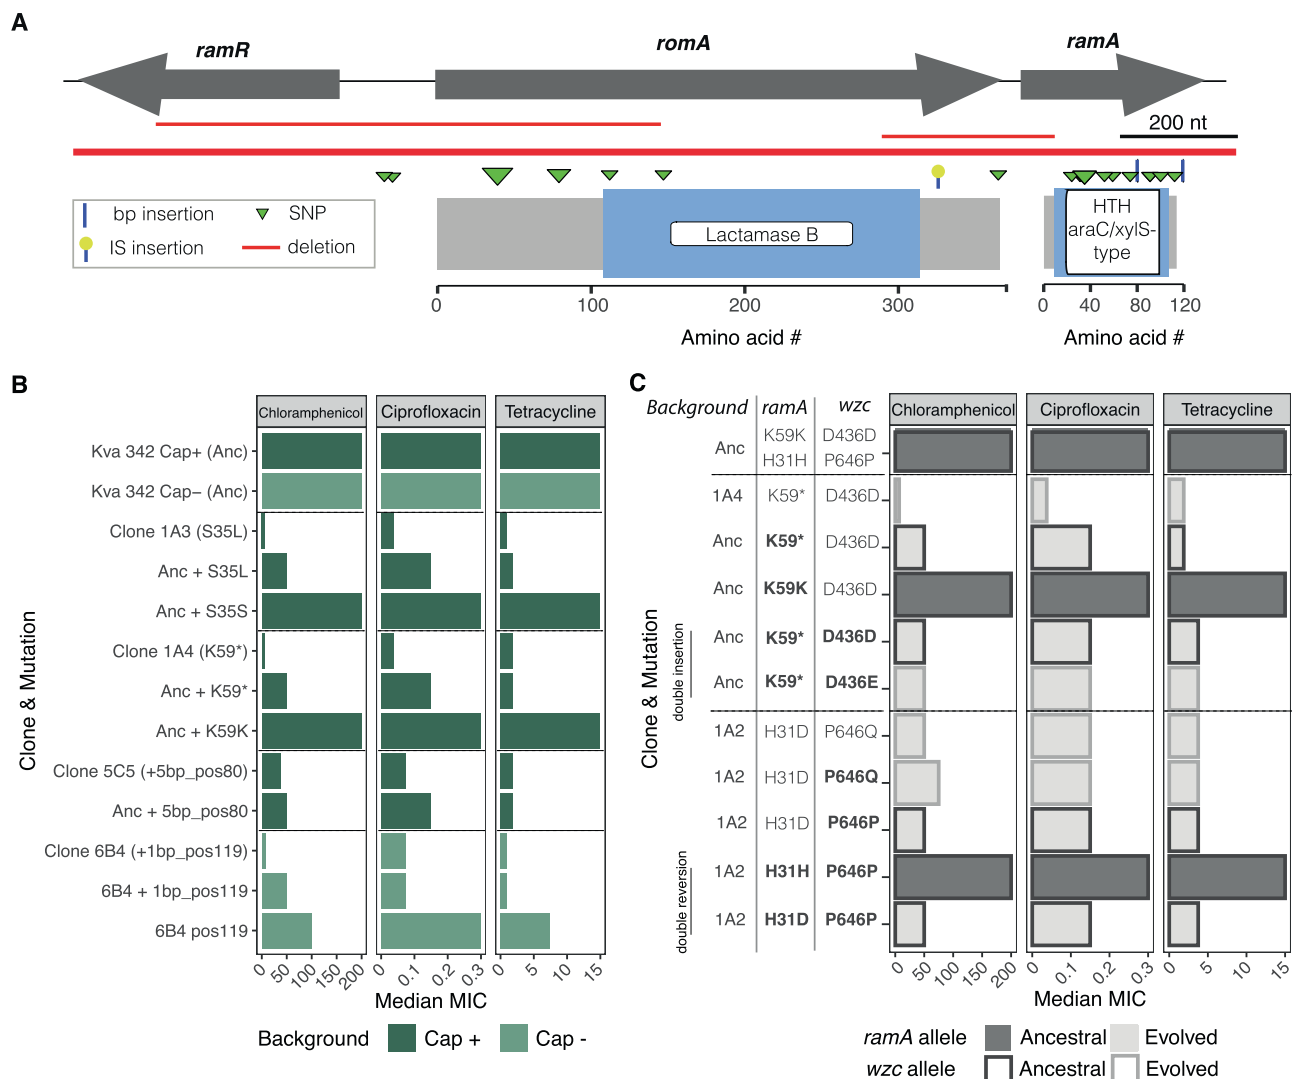 A
ramR
romA
ramA
200 nt
bp insertion
SNP
IS insertion
deletion
Lactamase B
HTH
araC/xylS-
type
0 100 200 300
0 40 80 120
Amino acid #
Amino acid #
B
Chloramphenicol Ciprofloxacin Tetracycline
Kva 342 Cap+ (Anc)
Kva 342 Cap− (Anc)
Clone 1A3 (S35L)
Anc + S35L
Anc + S35S
Clone 1A4 (K59*)
Anc + K59*
Anc + K59K
Clone 5C5 (+5bp_pos80)
Anc + 5bp_pos80
Clone 6B4 (+1bp_pos119)
6B4 + 1bp_pos119
6B4 pos119
Clone & Mutation
0 50 100 150 200
0 0.1 0.2 0.3
0 5 10 15
Median MIC
Background Cap + Cap -
C
Background ramA wzc
Chloramphenicol Ciprofloxacin Tetracycline
Anc K59K D436D
H31H P646P
1A4 K59* D436D
Anc K59* D436D
Anc K59K D436D
Anc K59* D436D
Anc K59* D436E
1A2 H31D P646Q
1A2 H31D P646Q
1A2 H31D P646P
1A2 H31H P646P
1A2 H31D P646P
Clone & Mutation
double insertion
double reversion
0 50 100 150 200
0 0.1 0.2 0.3
0 5 10 15
Median MIC
ramA allele Ancestral Evolved
wzc allele Ancestral Evolved